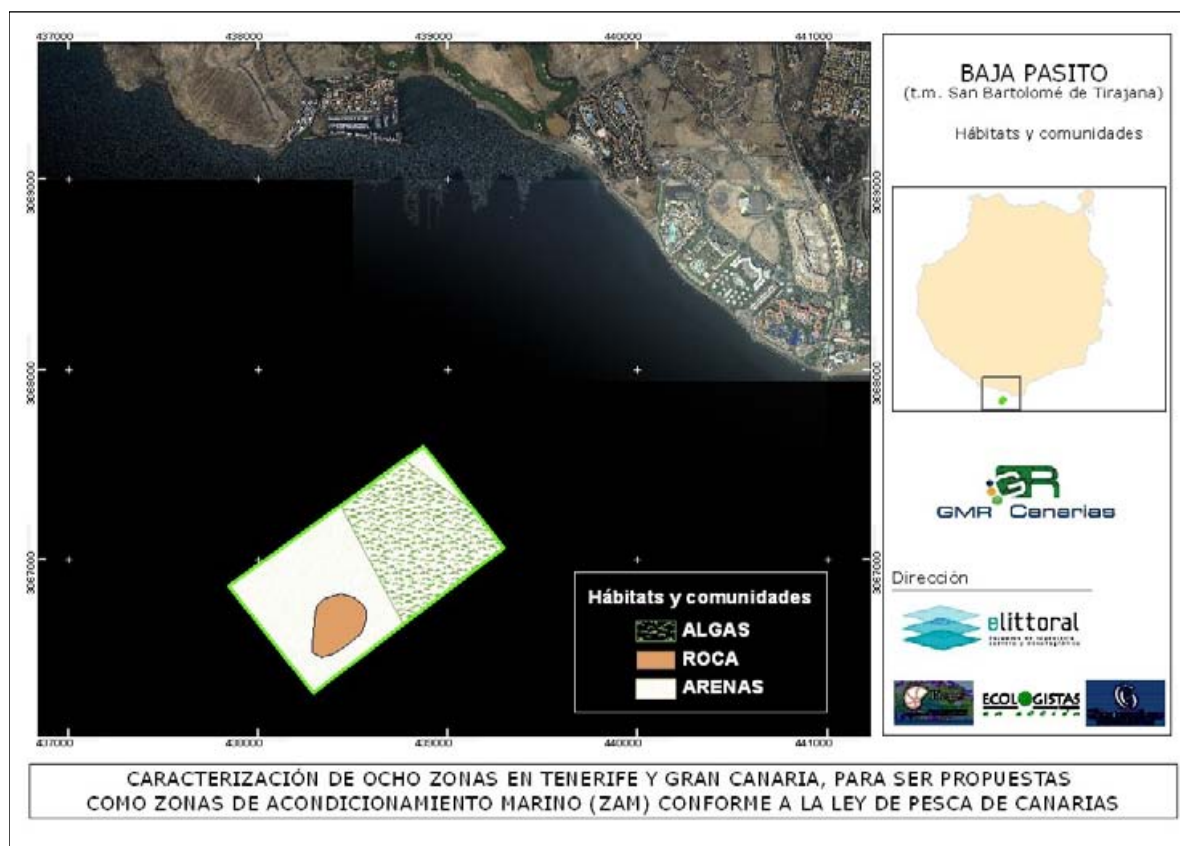 437000 438000 439000 440000 441000
3069000 3069000
3068000 3068000
3067000 3067000
437000 438000 439000 440000 441000
Hábitats y comunidades
ALGAS
ROCA
ARENAS
BAJA PASITO
(t.m. San Bartolomé de Tirajana)
Hábitats y comunidades
GR
GMR Canarias
Dirección
elittoral
ECOLOGISTAS
en acción
CARACTERIZACIÓN DE OCHO ZONAS EN TENERIFE Y GRAN CANARIA, PARA SER PROPUESTAS
COMO ZONAS DE ACONDICIONAMIENTO MARINO (ZAM) CONFORME A LA LEY DE PESCA DE CANARIAS